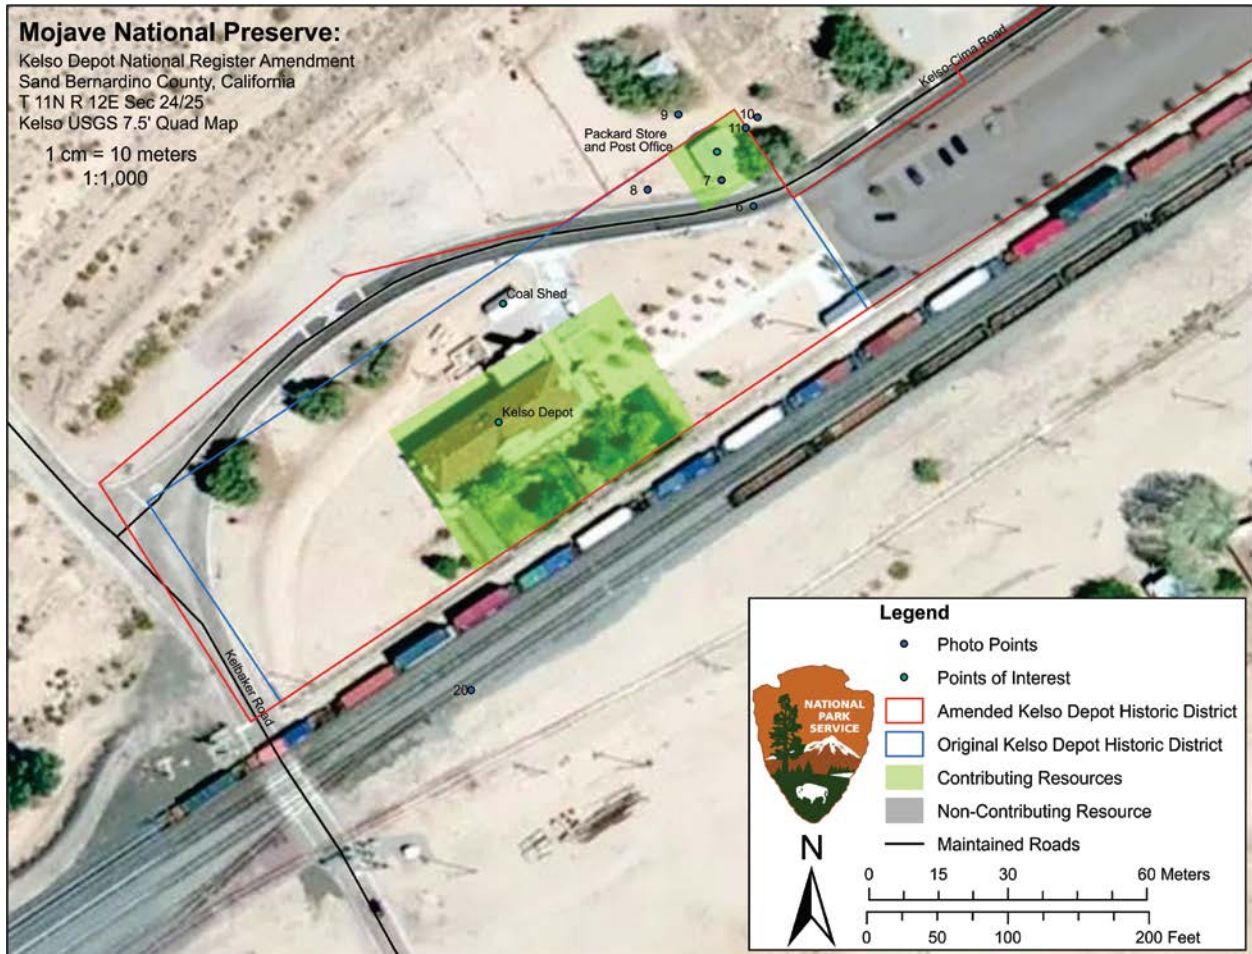 Mojave National Preserve:
Kelso Depot National Register Amendment
Sand Bernardino County, California
T 11N R 12E Sec 24/25
Kelso USGS 7.5' Quad Map
1 cm = 10 meters
1:1,000
Kelso-Cima Road
9
10
11
Packard Store
and Post Office
7
8
6
Coal Shed
Kelso Depot
Kelbaker Road
20
Legend
Photo Points
Points of Interest
Amended Kelso Depot Historic District
Original Kelso Depot Historic District
Contributing Resources
Non-Contributing Resource
Maintained Roads
NATIONAL
PARK
SERVICE
N
0 15 30 60 Meters
0 50 100 200 Feet